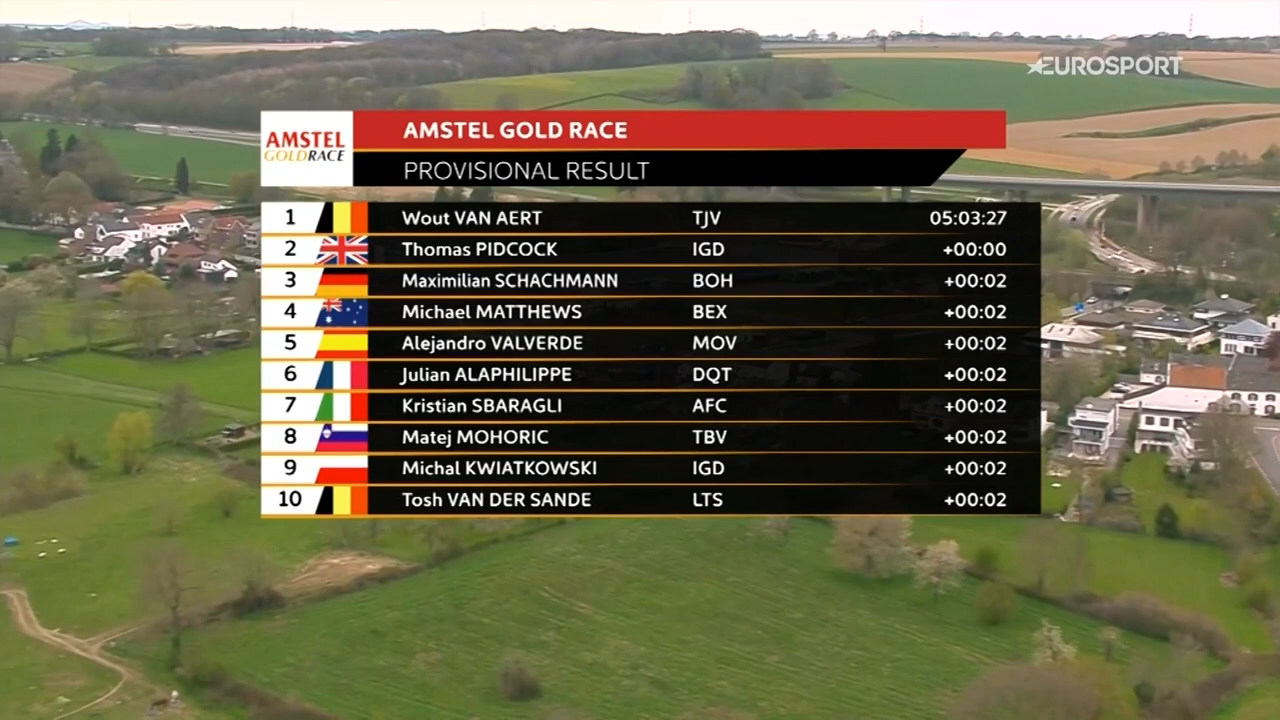 EUROSPORT
AMSTEL
GOLDRACE
AMSTEL GOLD RACE
PROVISIONAL RESULT
1 Wout VAN AERT TJV 05:03:27
2 Thomas PIDCOCK IGD +00:00
3 Maximilian SCHACHMANN BOH +00:02
4 Michael MATTHEWS BEX +00:02
5 Alejandro VALVERDE MOV +00:02
6 Julian ALAPHILIPPE DQT +00:02
7 Kristian SBARAGLI AFC +00:02
8 Matej MOHORIC TBV +00:02
9 Michal KWIATKOWSKI IGD +00:02
10 Tosh VAN DER SANDE LTS +00:02